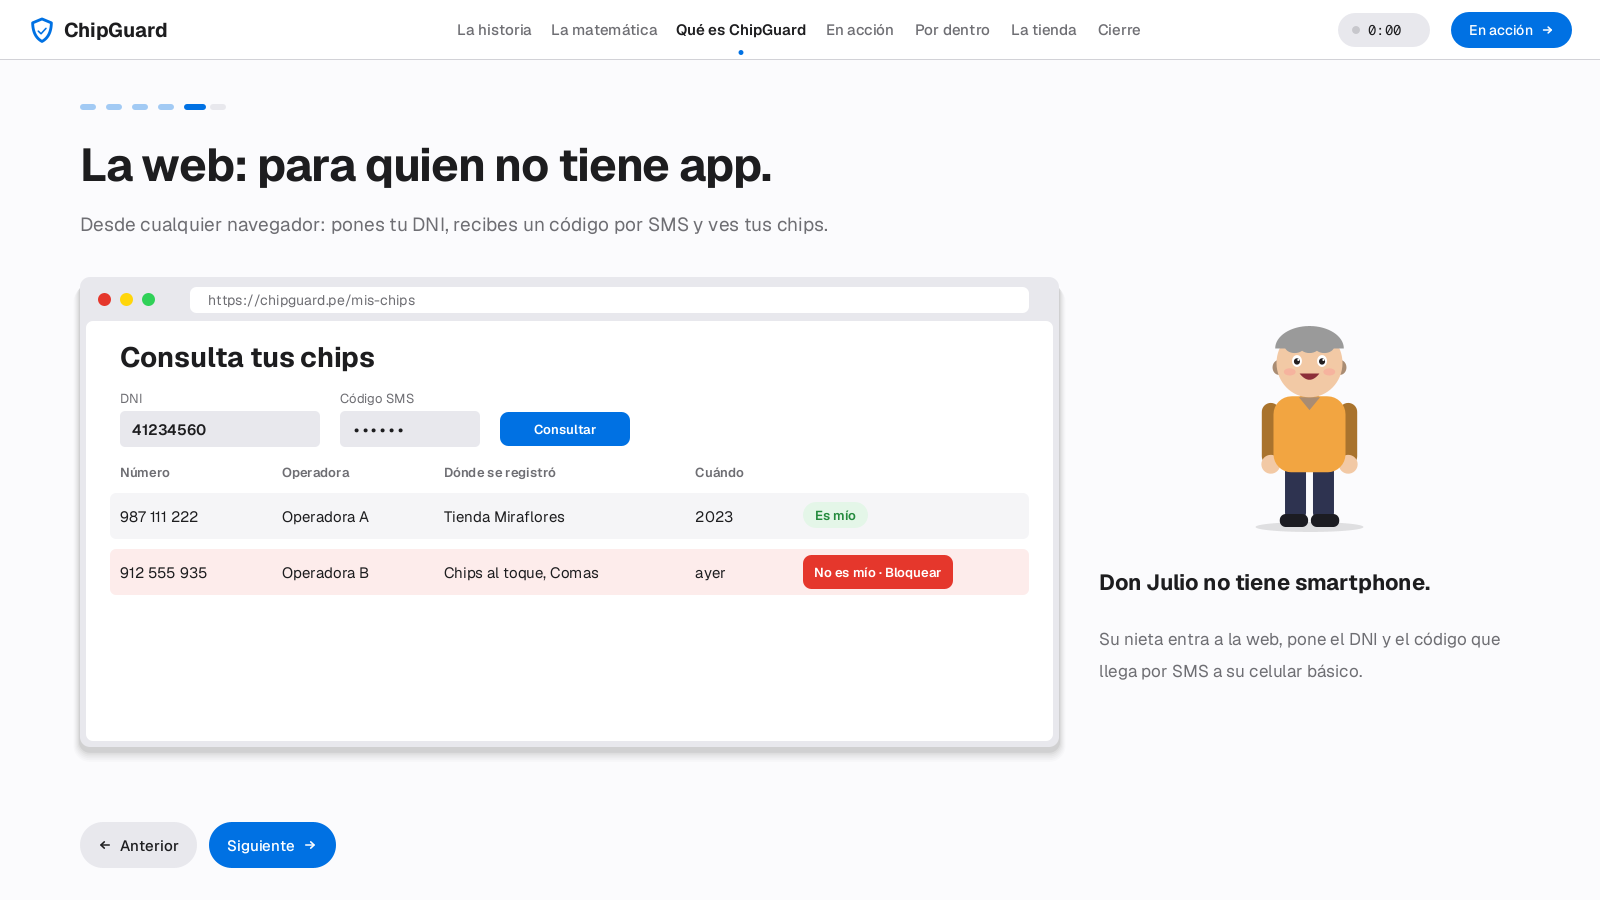 ChipGuard
La historia
La matemática
Qué es ChipGuard
En acción
Por dentro
La tienda
Cierre
0:00
En acción →
La web: para quien no tiene app.
Desde cualquier navegador: pones tu DNI, recibes un código por SMS y ves tus chips.
https://chipguard.pe/mis-chips
Consulta tus chips
DNI
Código SMS
41234560
••••••
Consultar
Número
Operadora
Dónde se registró
Cuándo
987 111 222
Operadora A
Tienda Miraflores
2023
Es mío
912 555 935
Operadora B
Chips al toque, Comas
ayer
No es mío · Bloquear
Don Julio no tiene smartphone.
Su nieta entra a la web, pone el DNI y el código que
llega por SMS a su celular básico.
← Anterior
Siguiente →